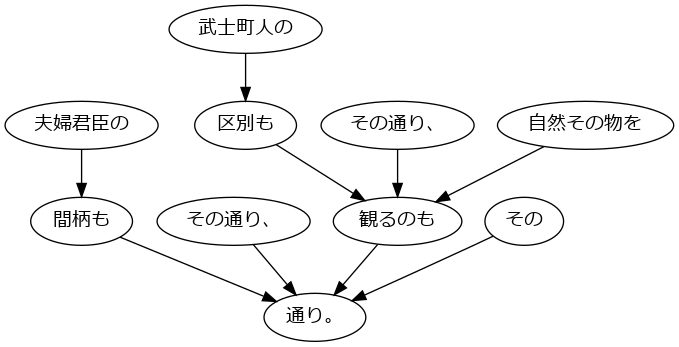 武士町人の
夫婦君臣の
区別も
その通り、
自然その物を
間柄も
その通り、
観るのも
その
通り。